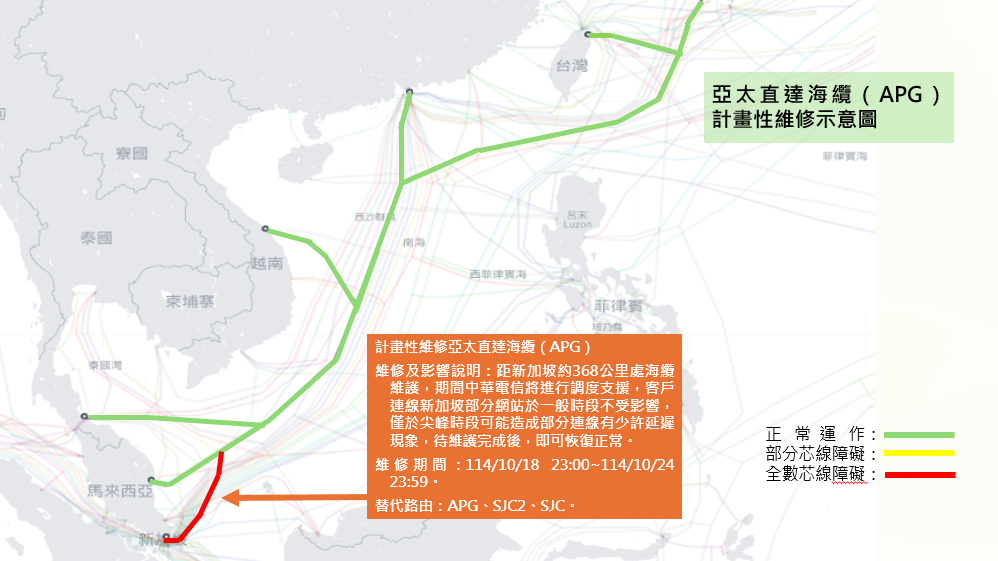 亞太直達海纜（APG）
計畫性維修示意圖
台灣
寮國
菲律賓海
西沙群島
呂宋
Luzon
泰國
南海
越南
西菲律賓海
柬埔寨
菲律賓
班乃島
泰國灣
計畫性維修亞太直達海纜（APG）
維修及影響說明：距新加坡約368公里處海纜
維護，期間中華電信將進行調度支援，客戶
連線新加坡部分網站於一般時段不受影響，
僅於尖峰時段可能造成部分連線有少許延遲
現象，待維護完成後，即可恢復正常。
維修期間：114/10/18 23:00~114/10/24
23:59。
替代路由：APG、SJC2、SJC。
正常運作：
部分芯線障礙：
全數芯線障礙：
馬來西亞